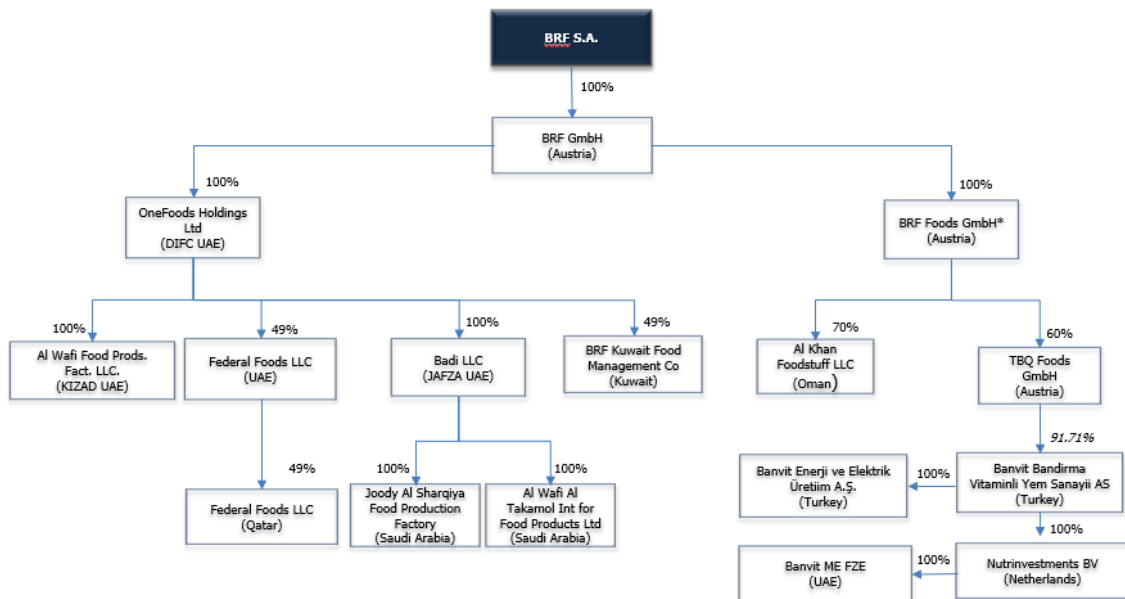 BRF S.A.
100%
BRF GmbH
(Austria)
100%
100%
OneFoods Holdings
Ltd
(DIFC UAE)
BRF Foods GmbH*
(Austria)
100%
49%
100%
49%
70%
60%
Al Wafi Food Prods.
Fact. LLC.
(KIZAD UAE)
Federal Foods LLC
(UAE)
Badi LLC
(JAFZA UAE)
BRF Kuwait Food
Management Co
(Kuwait)
Al Khan
Foodstuff LLC
(Oman)
TBQ Foods
GmbH
(Austria)
91.71%
49%
100%
100%
100%
Federal Foods LLC
(Qatar)
Joody Al Sharqiya
Food Production
Factory
(Saudi Arabia)
Al Wafi Al
Takamol Int for
Food Products Ltd
(Saudi Arabia)
Banvit Enerji ve Elektrik
Üretiim A.Ş.
(Turkey)
Banvit Bandirma
Vitaminli Yem Sanayii AS
(Turkey)
100%
100%
Banvit ME FZE
(UAE)
Nutrinvestments BV
(Netherlands)